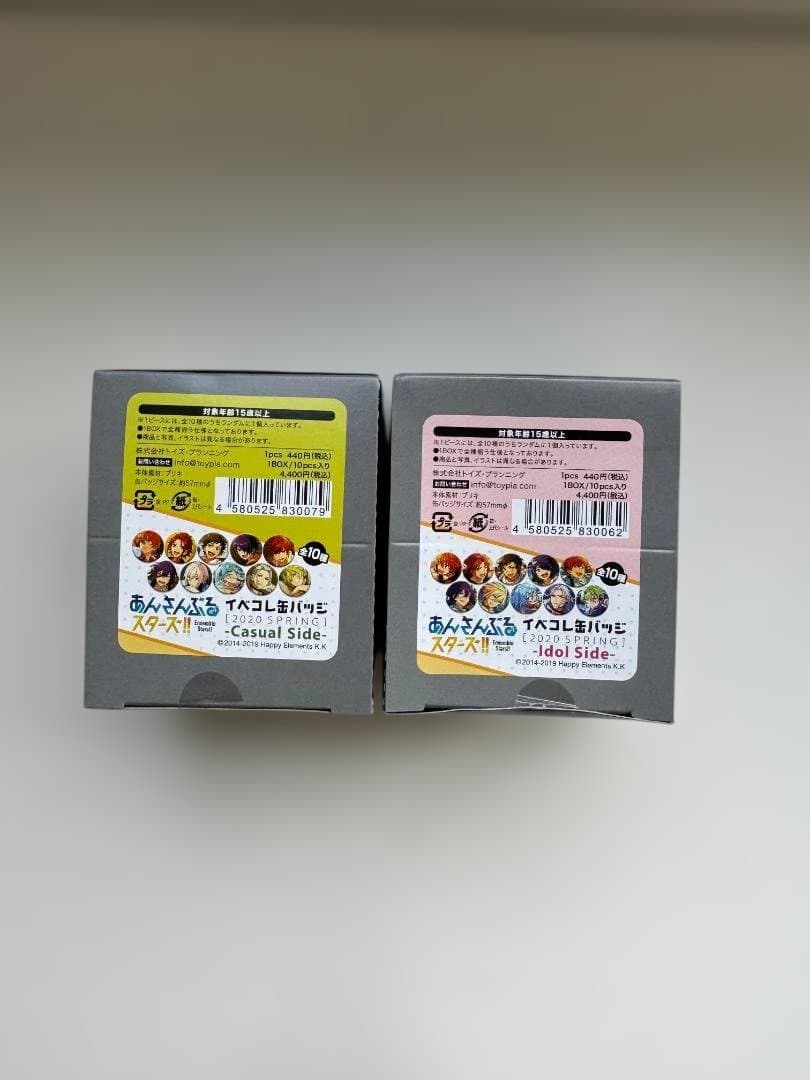 対象年齢15歳以上
※1ピースには、全10種のうちランダムに1個入っています。
●1BOXで全種揃う仕様となっております。
●商品と写真、イラストは異なる場合があります。
株式会社トイズ・プランニング
お問い合わせ info@toypla.com
本体素材:ブリキ
缶バッジサイズ:約57mmφ
1pcs 440円(税込)
1BOX/10pcs入り
4,400円(税込)
プラ
紙
4 580525 830079
全10種
あんさんぶる
スターズ!!
Ensemble Stars!!
イベコレ缶バッジ
[2020 SPRING]
-Casual Side-
©2014-2019 Happy Elements K.K
対象年齢15歳以上
※1ピースには、全10種のうちランダムに1個入っています。
●1BOXで全種揃う仕様となっております。
●商品と写真、イラストは異なる場合があります。
株式会社トイズ・プランニング
お問い合わせ info@toypla.com
本体素材:ブリキ
缶バッジサイズ:約57mmφ
1pcs 440円(税込)
1BOX/10pcs入り
4,400円(税込)
プラ
紙
4 580525 830062
全10種
あんさんぶる
スターズ!!
Ensemble Stars!!
イベコレ缶バッジ
[2020 SPRING]
-Idol Side-
©2014-2019 Happy Elements K.K